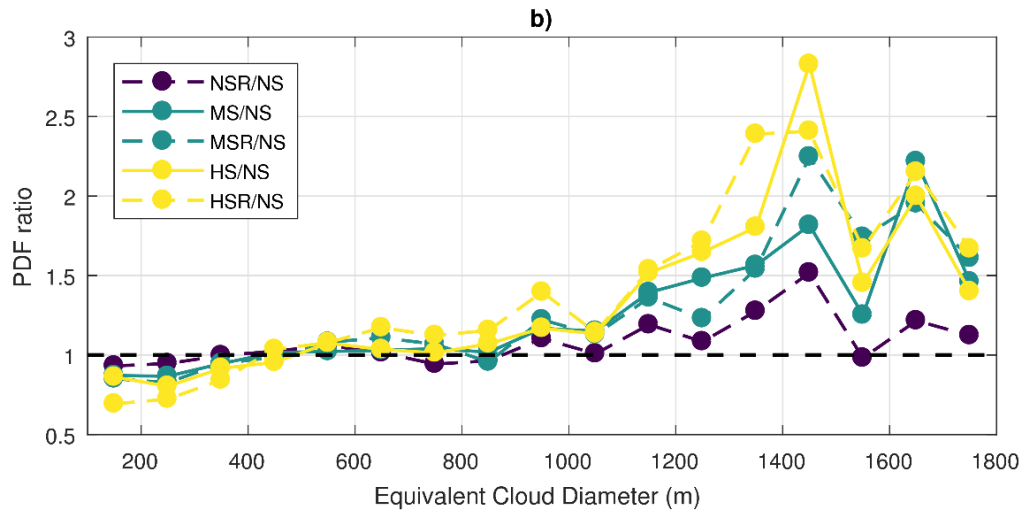 b)
3
2.5
2
1.5
1
0.5
PDF ratio
NSR/NS
MS/NS
MSR/NS
HS/NS
HSR/NS
200 400 600 800 1000 1200 1400 1600 1800
Equivalent Cloud Diameter (m)